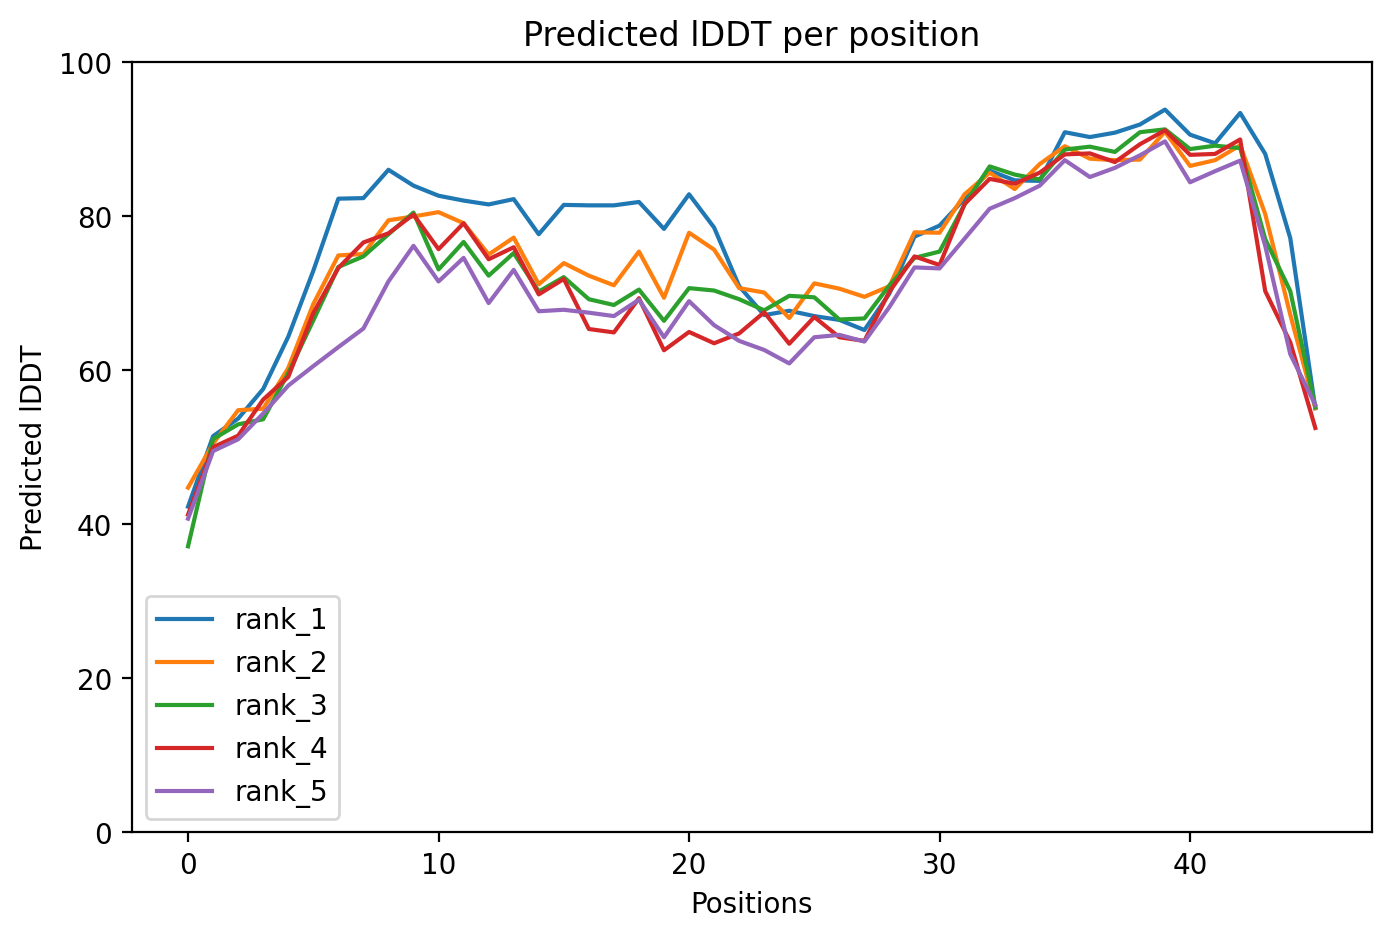 Predicted lDDT per position
100
80
60
40
20
0
Predicted lDDT
rank_1
rank_2
rank_3
rank_4
rank_5
0 10 20 30 40
Positions